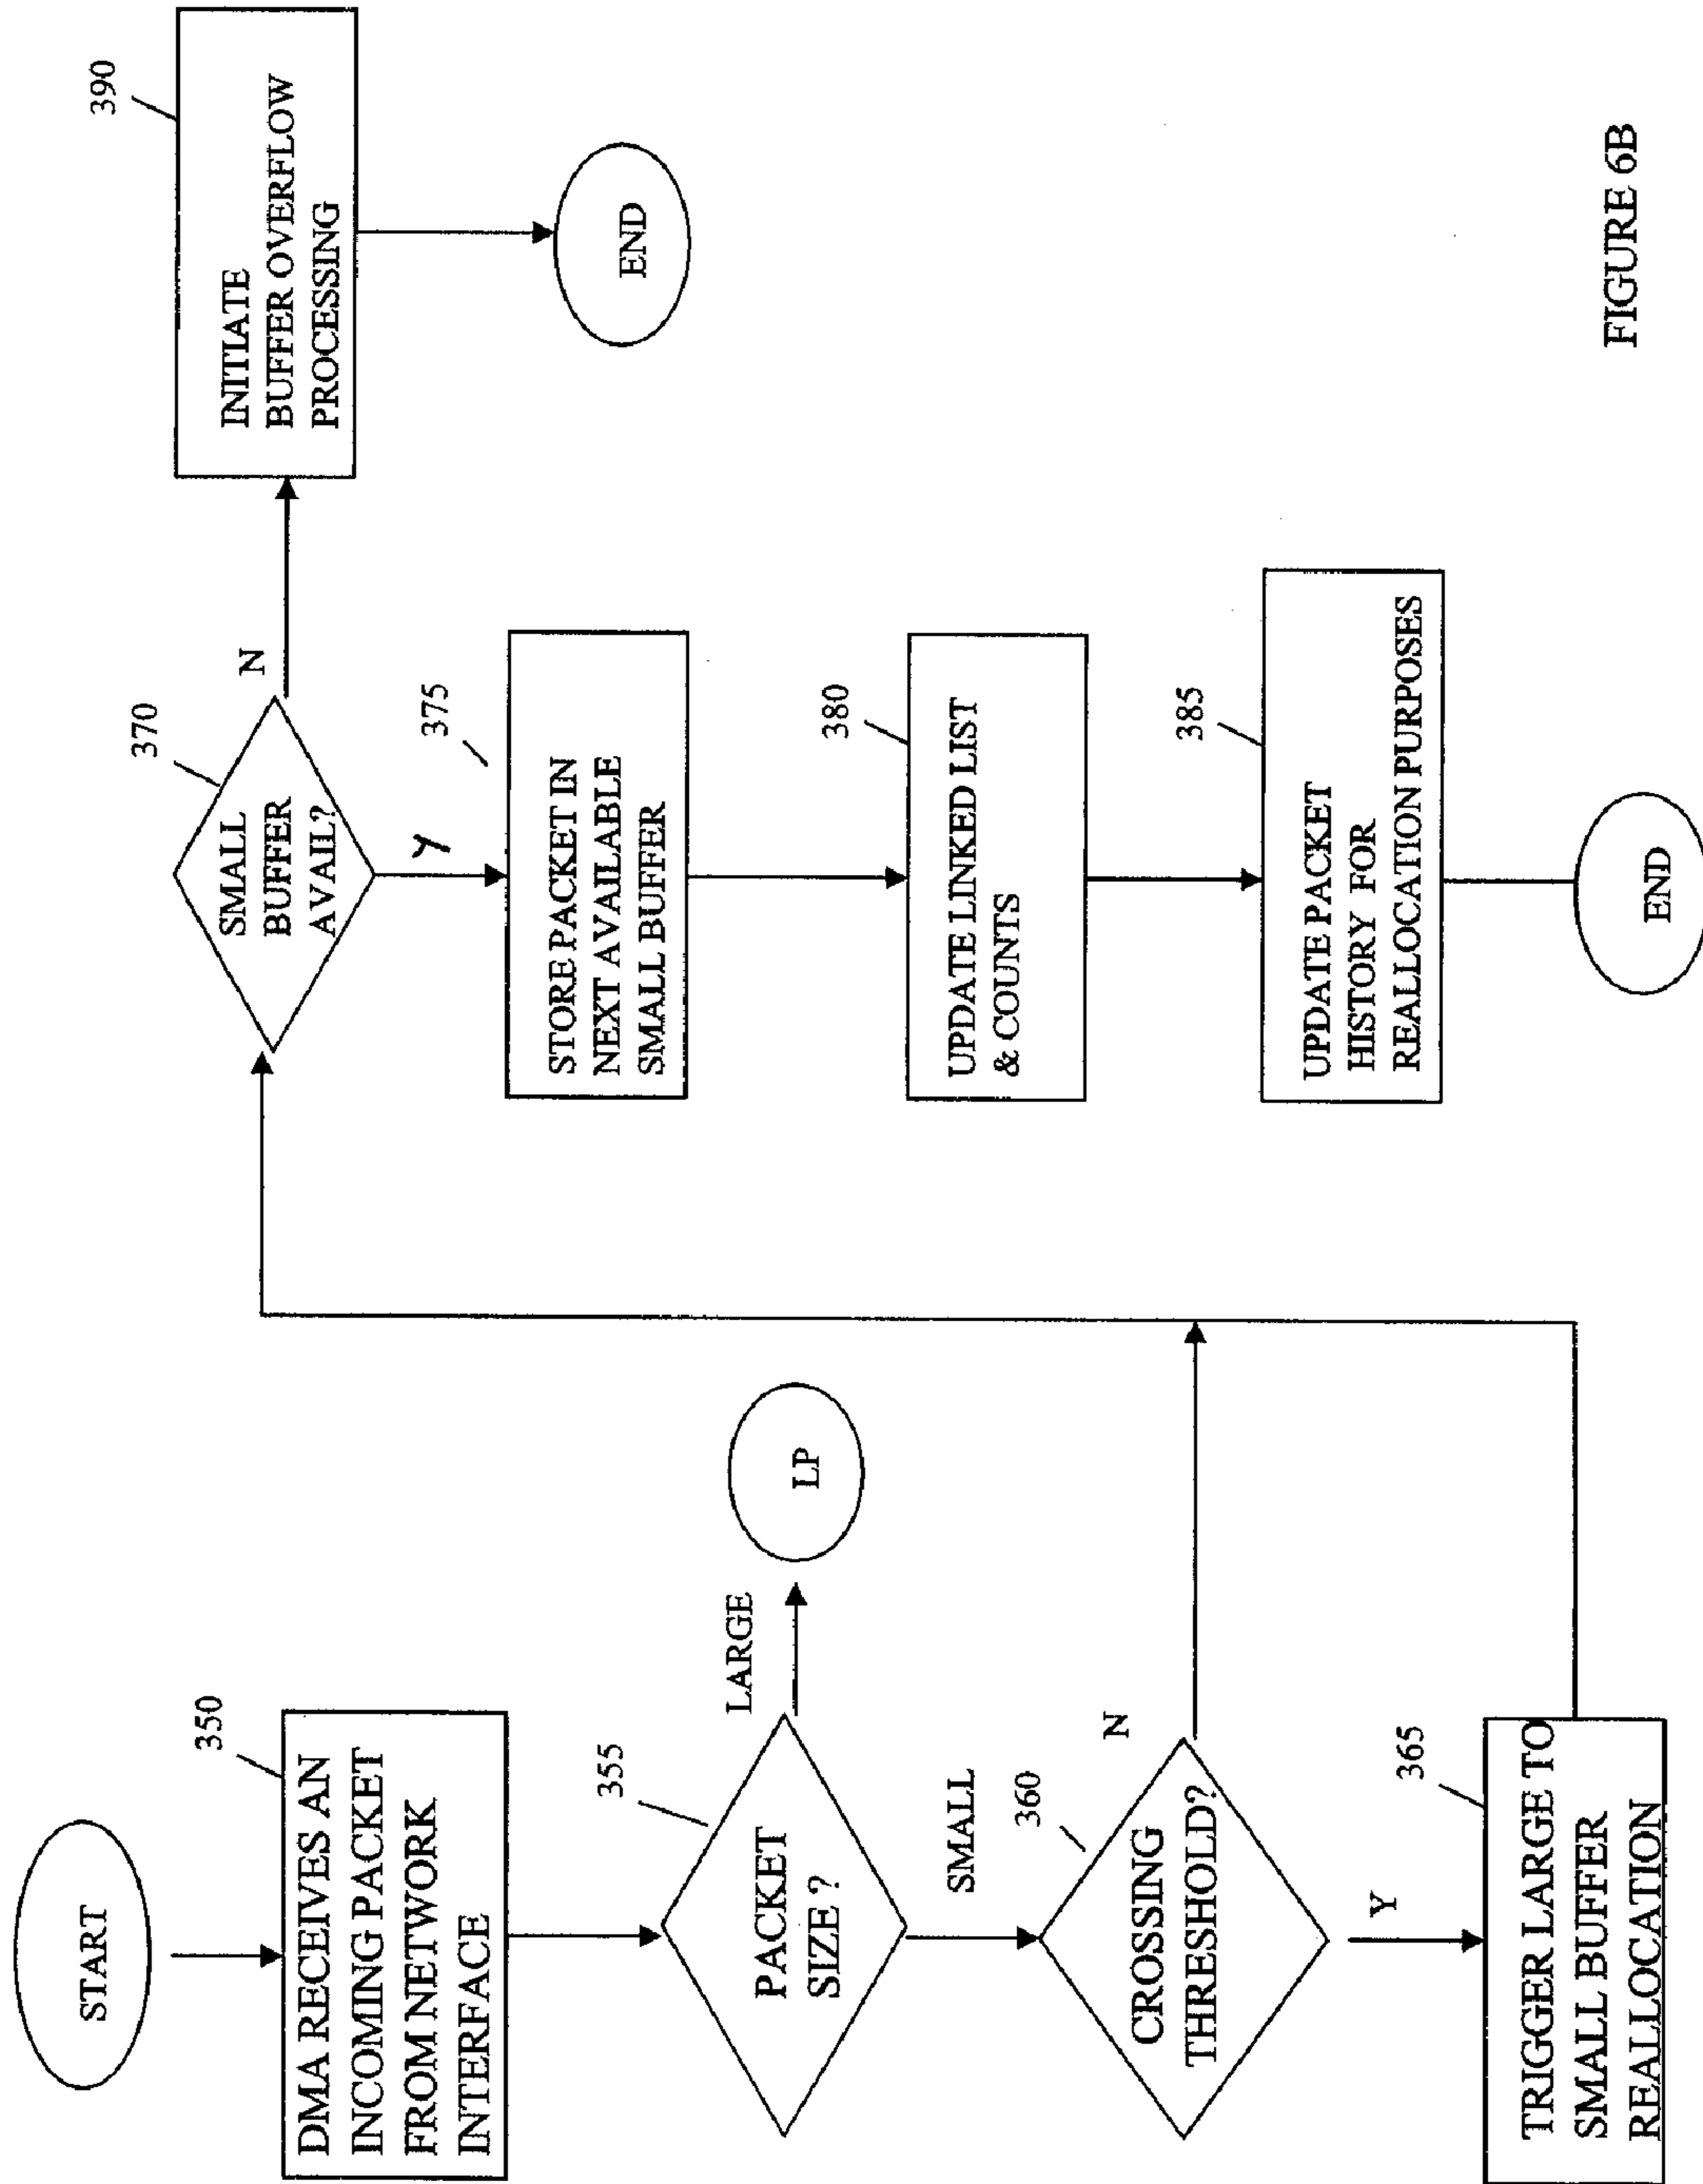 START
350
DMA RECEIVES AN
INCOMING PACKET
FROM NETWORK
INTERFACE
355
PACKET
SIZE ?
LARGE
LP
SMALL
360
CROSSING
THRESHOLD?
N
Y
365
TRIGGER LARGE TO
SMALL BUFFER
REALLOCATION
370
SMALL
BUFFER
AVAIL?
N
Y
375
STORE PACKET IN
NEXT AVAILABLE
SMALL BUFFER
380
UPDATE LINKED LIST
& COUNTS
385
UPDATE PACKET
HISTORY FOR
REALLOCATION PURPOSES
END
390
INITIATE
BUFFER OVERFLOW
PROCESSING
END
FIGURE 6B